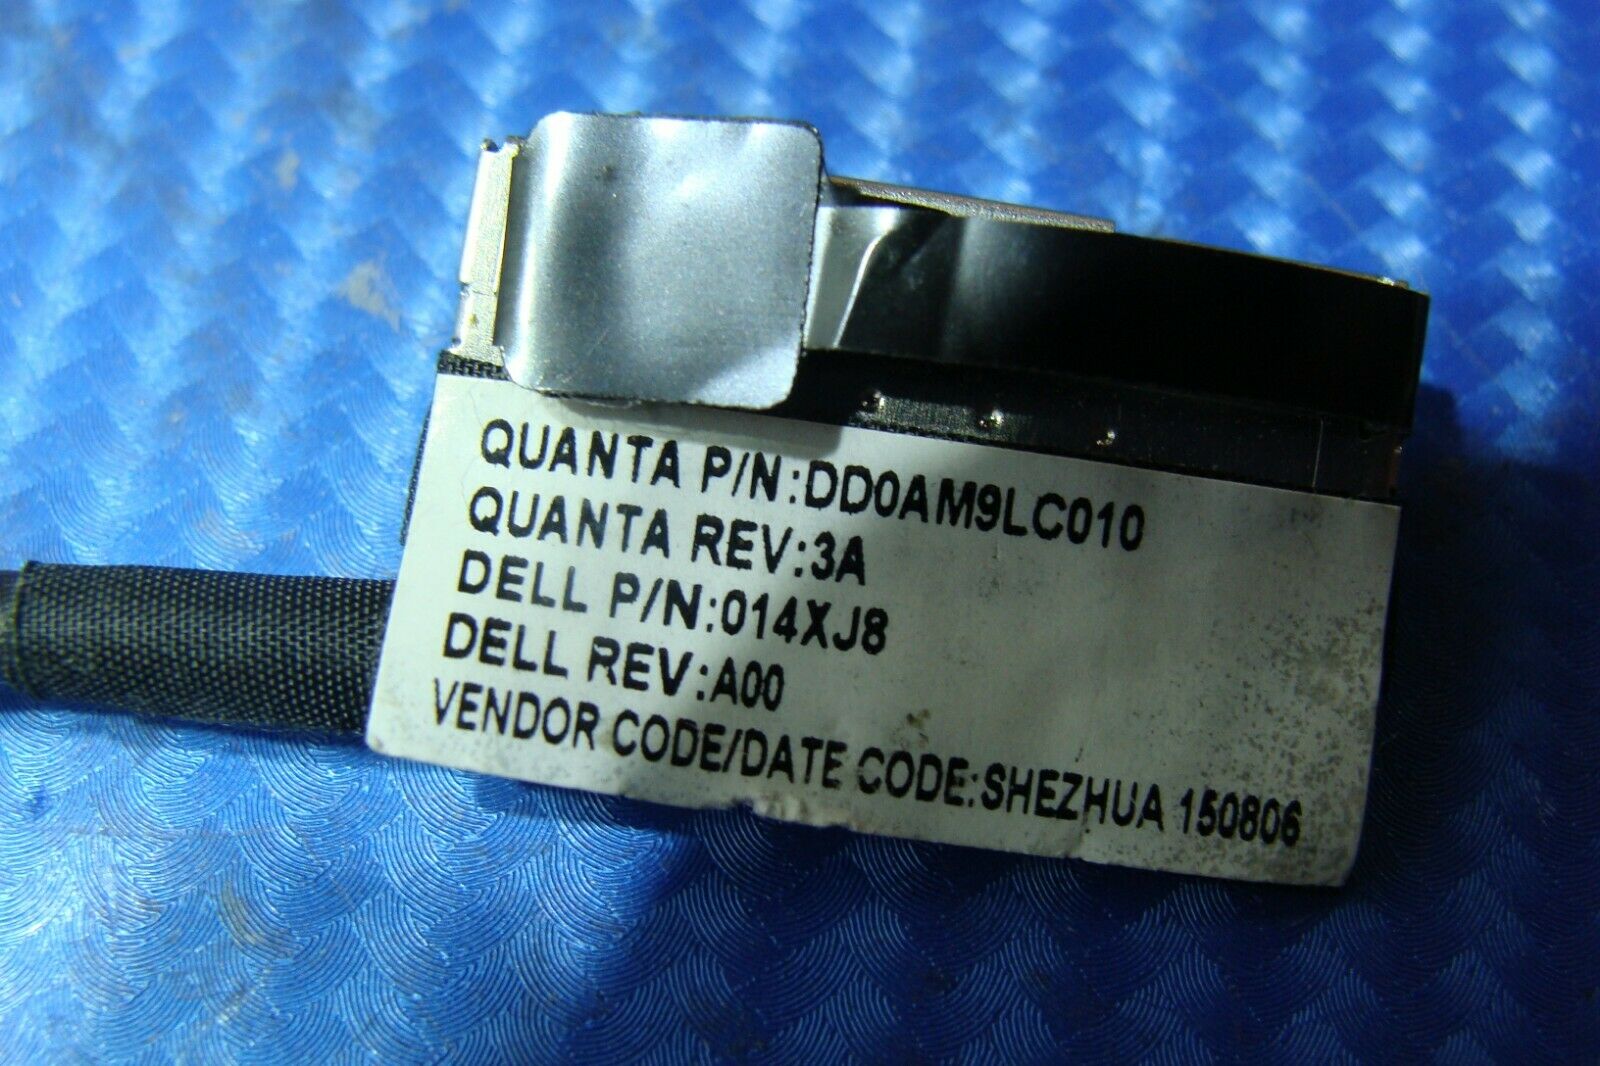 QUANTA P/N:DD0AM9LC010
QUANTA REV:3A
DELL P/N:014XJ8
DELL REV:A00
VENDOR CODE/DATE CODE:SHEZHUA 150806